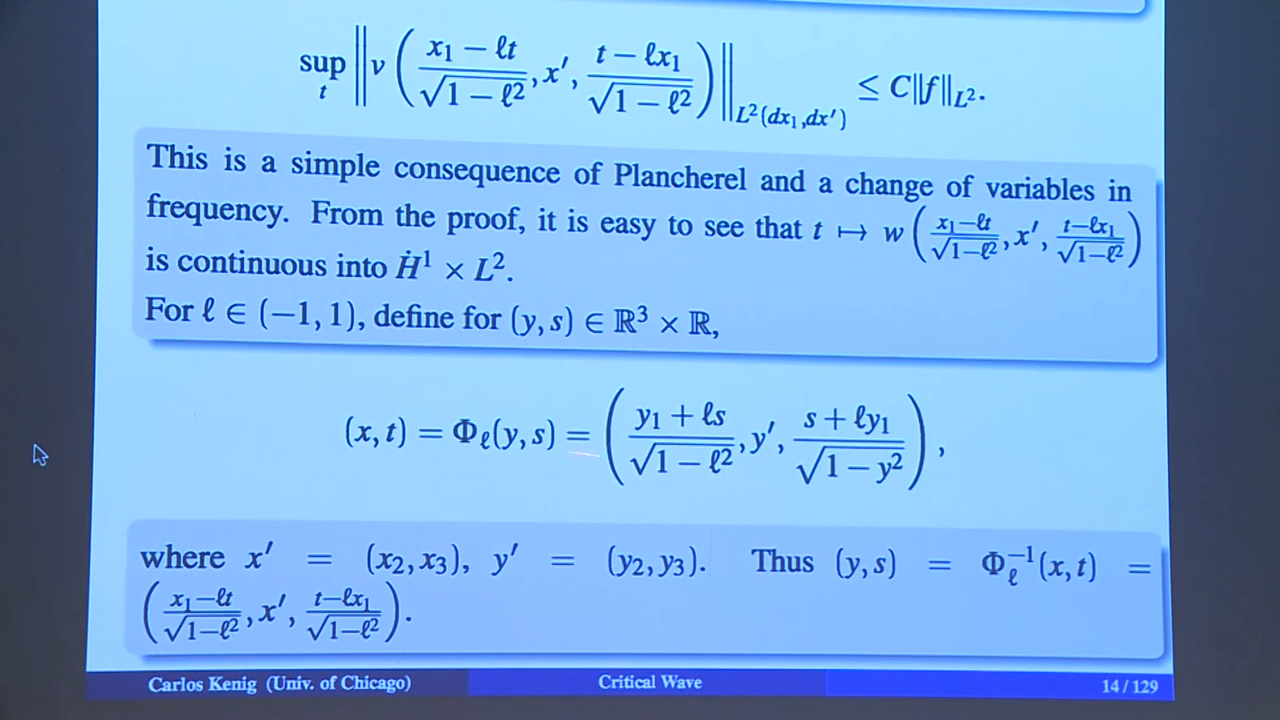 sup_t ‖v((x₁ − ℓt)/√(1 − ℓ²), x′, (t − ℓx₁)/√(1 − ℓ²))‖_{L²(dx₁,dx′)} ≤ C‖f‖_{L²}.
This is a simple consequence of Plancherel and a change of variables in
frequency. From the proof, it is easy to see that t ↦ w((x₁−ℓt)/√(1−ℓ²), x′, (t−ℓx₁)/√(1−ℓ²))
is continuous into Ḣ¹ × L².
For ℓ ∈ (−1, 1), define for (y, s) ∈ ℝ³ × ℝ,
(x, t) = Φ_ℓ(y, s) = ((y₁ + ℓs)/√(1 − ℓ²), y′, (s + ℓy₁)/√(1 − y²)),
where x′ = (x₂, x₃), y′ = (y₂, y₃). Thus (y, s) = Φ_ℓ⁻¹(x, t) =
((x₁−ℓt)/√(1−ℓ²), x′, (t−ℓx₁)/√(1−ℓ²)).
Carlos Kenig (Univ. of Chicago) Critical Wave 14 / 129